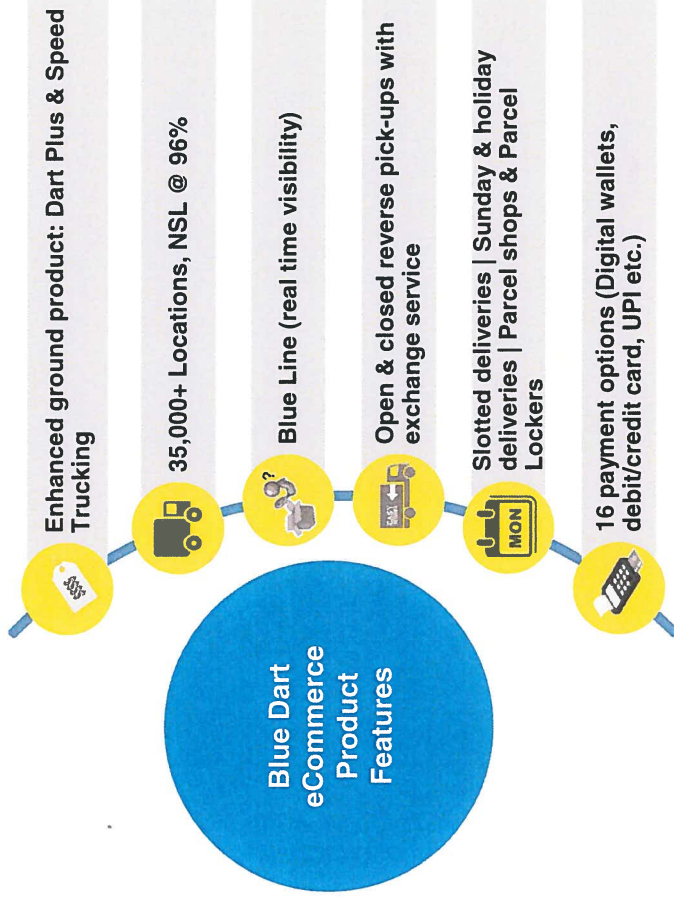 Blue Dart
eCommerce
Product
Features
Enhanced ground product: Dart Plus & Speed
Trucking
35,000+ Locations, NSL @ 96%
Blue Line (real time visibility)
Open & closed reverse pick-ups with
exchange service
Slotted deliveries | Sunday & holiday
deliveries | Parcel shops & Parcel
Lockers
16 payment options (Digital wallets,
debit/credit card, UPI etc.)
?
EASY
MON